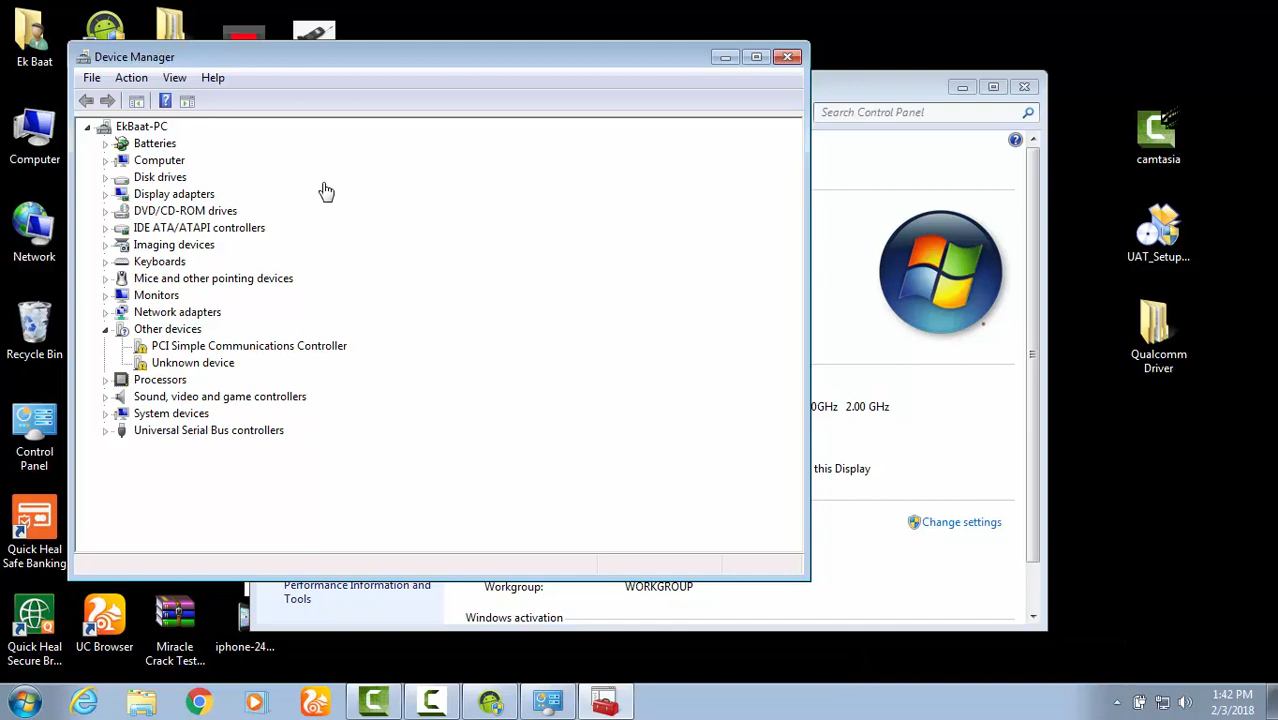 Device Manager
File Action View Help
EkBaat-PC
Batteries
Computer
Disk drives
Display adapters
DVD/CD-ROM drives
IDE ATA/ATAPI controllers
Imaging devices
Keyboards
Mice and other pointing devices
Monitors
Network adapters
Other devices
PCI Simple Communications Controller
Unknown device
Processors
Sound, video and game controllers
System devices
Universal Serial Bus controllers
Search Control Panel
0GHz 2.00 GHz
this Display
Change settings
Performance Information and
Tools
Workgroup: WORKGROUP
Windows activation
Ek Baat
Computer
Network
Recycle Bin
Control
Panel
Quick Heal
Safe Banking
Quick Heal
Secure Br...
UC Browser
Miracle
Crack Test...
iphone-24...
camtasia
UAT_Setup...
Qualcomm
Driver
1:42 PM
2/3/2018